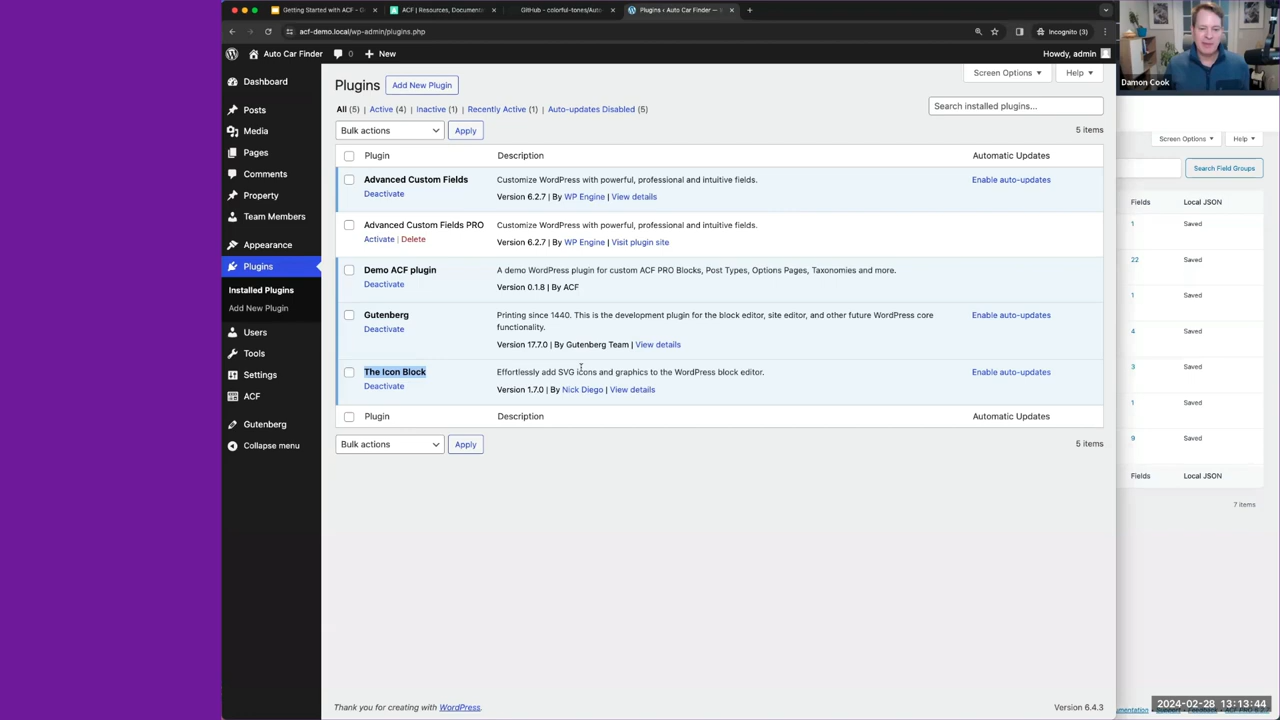 Getting Started with ACF - G
ACF | Resources, Document
GitHub - colorful-tones/Auto
Plugins ‹ Auto Car Finder —
acf-demo.local/wp-admin/plugins.php
Incognito (3)
Auto Car Finder
0
New
Howdy, admin
Damon Cook
Dashboard
Posts
Media
Pages
Comments
Property
Team Members
Appearance
Plugins
Installed Plugins
Add New Plugin
Users
Tools
Settings
ACF
Gutenberg
Collapse menu
Screen Options
Help
Plugins
Add New Plugin
All (5) | Active (4) | Inactive (1) | Recently Active (1) | Auto-updates Disabled (5)
Search installed plugins...
Bulk actions
Apply
5 items
Plugin Description Automatic Updates
Advanced Custom Fields
Deactivate
Customize WordPress with powerful, professional and intuitive fields.
Version 6.2.7 | By WP Engine | View details
Enable auto-updates
Advanced Custom Fields PRO
Activate | Delete
Customize WordPress with powerful, professional and intuitive fields.
Version 6.2.7 | By WP Engine | Visit plugin site
Demo ACF plugin
Deactivate
A demo WordPress plugin for custom ACF PRO Blocks, Post Types, Options Pages, Taxonomies and more.
Version 0.1.8 | By ACF
Gutenberg
Deactivate
Printing since 1440. This is the development plugin for the block editor, site editor, and other future WordPress core
functionality.
Version 17.7.0 | By Gutenberg Team | View details
Enable auto-updates
The Icon Block
Deactivate
Effortlessly add SVG icons and graphics to the WordPress block editor.
Version 1.7.0 | By Nick Diego | View details
Enable auto-updates
Plugin Description Automatic Updates
Bulk actions
Apply
5 items
Thank you for creating with WordPress.
Version 6.4.3
Screen Options
Help
Search Field Groups
Fields Local JSON
1 Saved
22 Saved
1 Saved
4 Saved
3 Saved
1 Saved
9 Saved
Fields Local JSON
7 items
2024-02-28 13:13:44